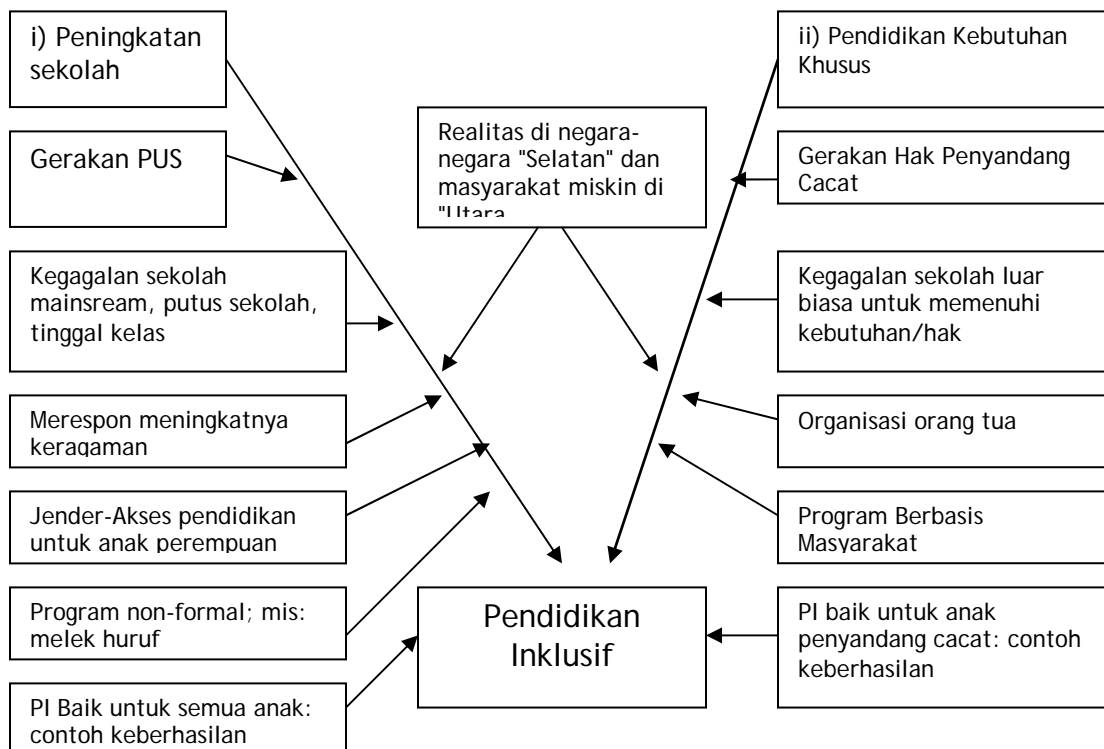 i) Peningkatan
sekolah
Gerakan PUS
Kegagalan sekolah
mainsream, putus sekolah,
tinggal kelas
Merespon meningkatnya
keragaman
Jender-Akses pendidikan
untuk anak perempuan
Program non-formal; mis:
melek huruf
PI Baik untuk semua anak:
contoh keberhasilan
Realitas di negara-
negara "Selatan" dan
masyarakat miskin di
"Utara
Pendidikan
Inklusif
ii) Pendidikan Kebutuhan
Khusus
Gerakan Hak Penyandang
Cacat
Kegagalan sekolah luar
biasa untuk memenuhi
kebutuhan/hak
Organisasi orang tua
Program Berbasis
Masyarakat
PI baik untuk anak
penyandang cacat: contoh
keberhasilan